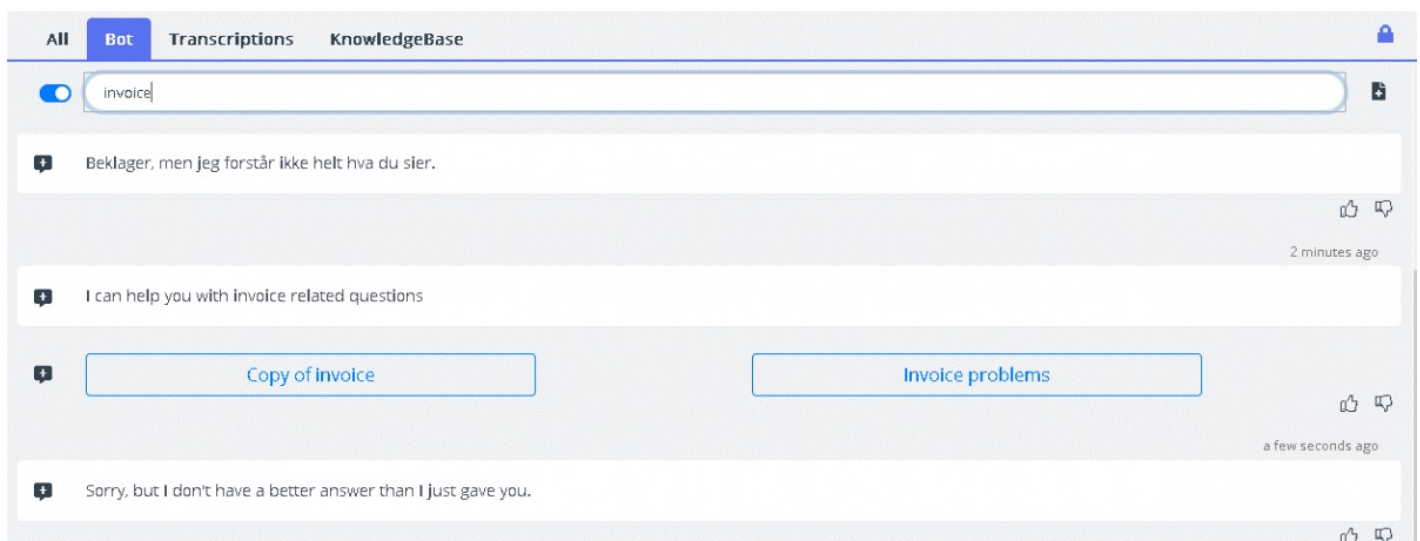 All Bot Transcriptions KnowledgeBase
invoice
Beklager, men jeg forstår ikke helt hva du sier.
2 minutes ago
I can help you with invoice related questions
Copy of invoice Invoice problems
a few seconds ago
Sorry, but I don't have a better answer than I just gave you.